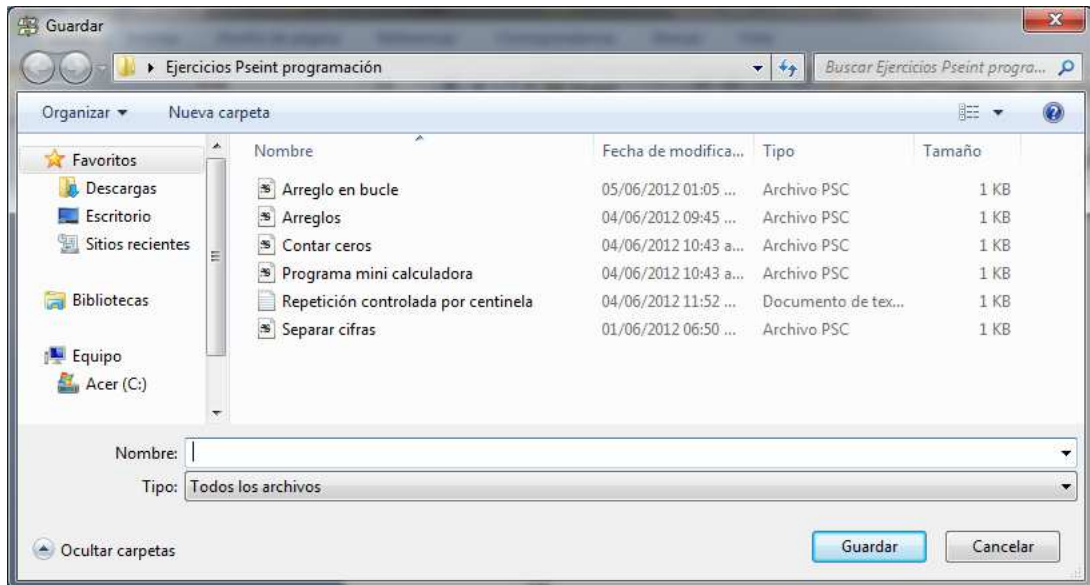 Guardar
Ejercicios Pseint programación
Buscar Ejercicios Pseint progra...
Organizar
Nueva carpeta
Favoritos
Descargas
Escritorio
Sitios recientes
Bibliotecas
Equipo
Acer (C:)
Nombre Fecha de modifica... Tipo Tamaño
Arreglo en bucle 05/06/2012 01:05 ... Archivo PSC 1 KB
Arreglos 04/06/2012 09:45 ... Archivo PSC 1 KB
Contar ceros 04/06/2012 10:43 a... Archivo PSC 1 KB
Programa mini calculadora 04/06/2012 10:43 a... Archivo PSC 1 KB
Repetición controlada por centinela 04/06/2012 11:52 ... Documento de tex... 1 KB
Separar cifras 01/06/2012 06:50 ... Archivo PSC 1 KB
Nombre:
Tipo: Todos los archivos
Ocultar carpetas
Guardar
Cancelar